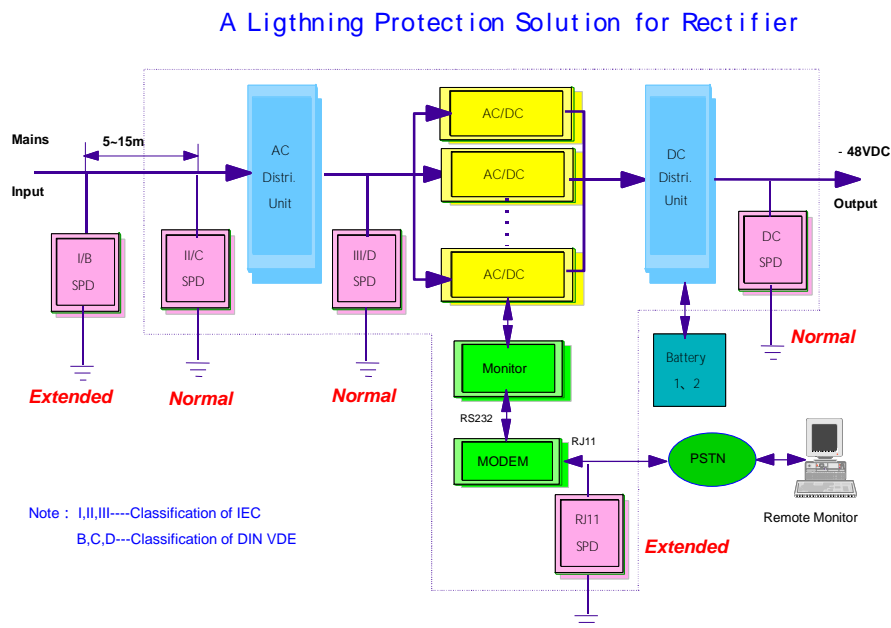 A Ligthning Protection Solution for Rectifier
Mains
Input
5~15m
AC
Distri.
Unit
AC/DC
AC/DC
AC/DC
DC
Distri.
Unit
- 48VDC
Output
I/B
SPD
II/C
SPD
III/D
SPD
DC
SPD
Extended
Normal
Normal
Normal
Monitor
Battery
1、2
RS232
MODEM
RJ11
PSTN
Remote Monitor
RJ11
SPD
Extended
Note : I,II,III----Classification of IEC
B,C,D---Classification of DIN VDE